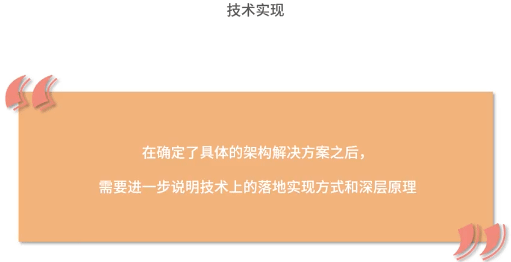 技术实现
在确定了具体的架构解决方案之后，
需要进一步说明技术上的落地实现方式和深层原理